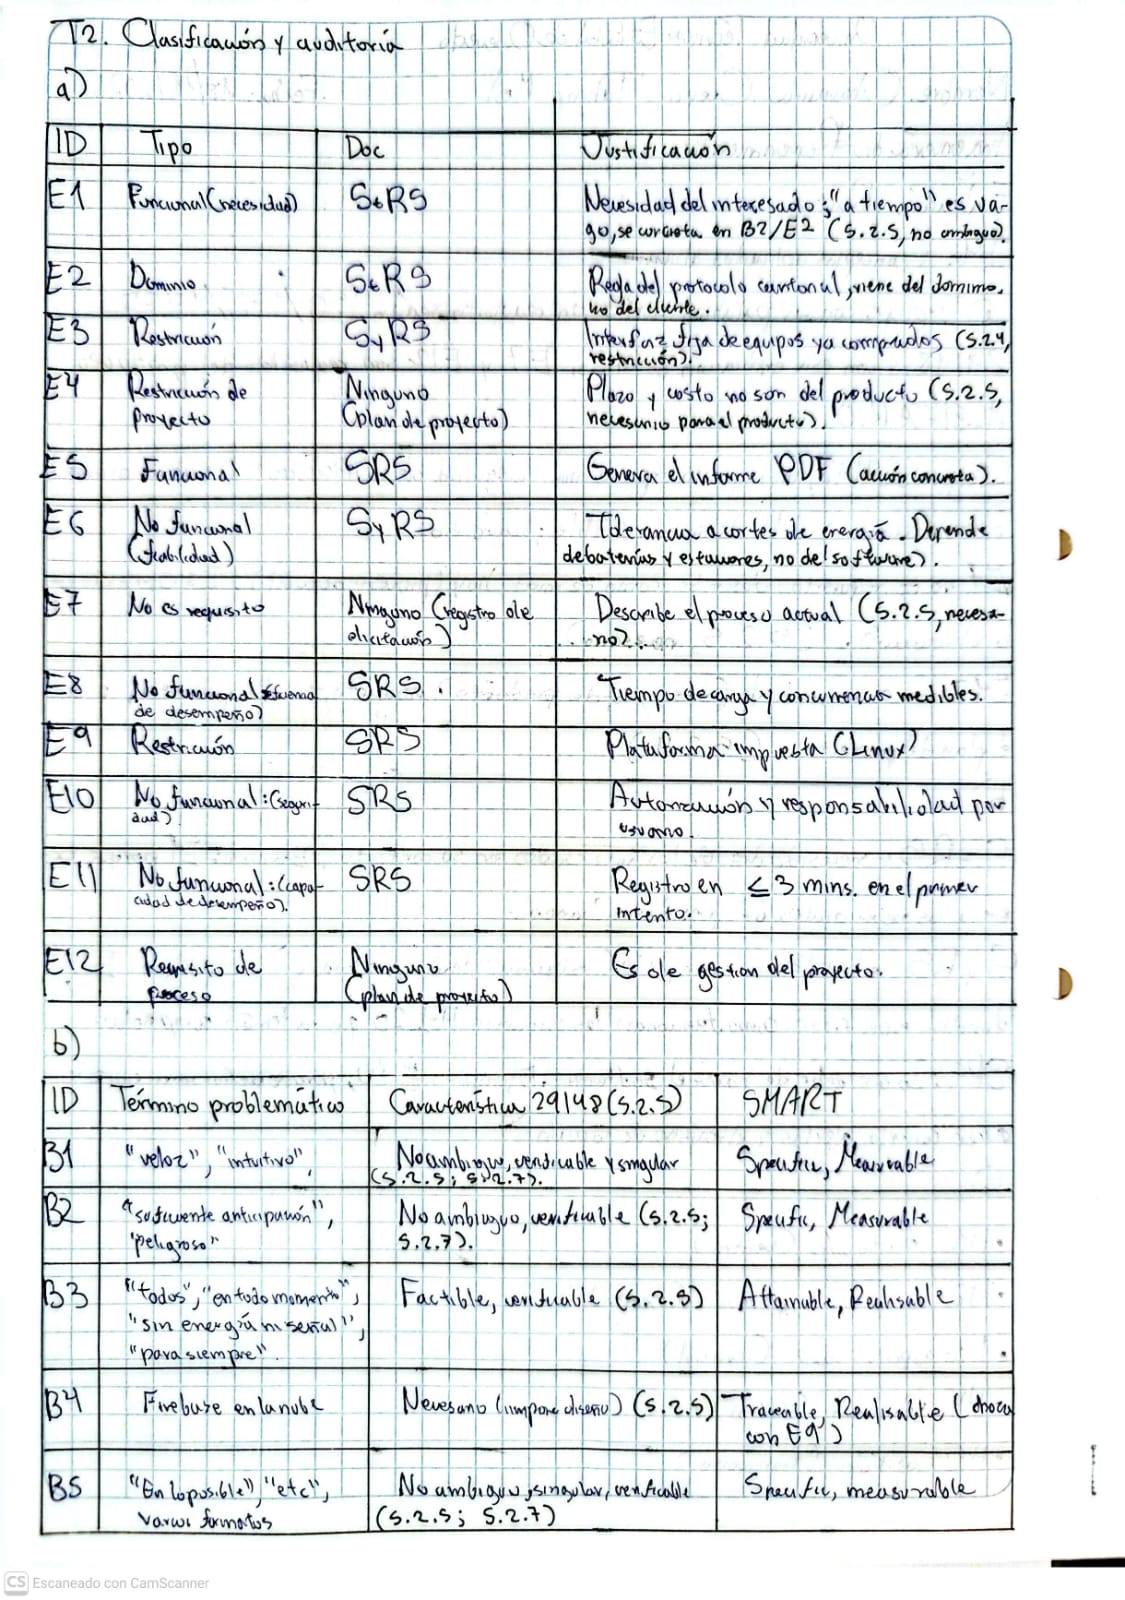 T2. Clasificación y auditoría
a)
ID Tipo Doc Justificación
E1 Funcional (necesidad) StRS Necesidad del interesado; "a tiempo" es va-
go, se concreta en B2/E2 (5.2.5, no ambiguo).
E2 Dominio StRS Regla del protocolo cantonal, viene del dominio,
no del cliente.
E3 Restricción SyRS Interfaz fija de equipos ya comprados (5.2.4,
restricción).
E4 Restricción de Ninguno Plazo y costo no son del producto (5.2.5,
proyecto (plan de proyecto) necesario para el producto).
E5 Funcional SRS Genera el informe PDF (acción concreta).
E6 No funcional SyRS Tolerancia a cortes de energía. Depende
(fiabilidad) de baterías y estaciones, no del software).
E7 No es requisito Ninguno (registro de Describe el proceso actual (5.2.5, necesa-
elicitación) no).
E8 No funcional SRS. Tiempo de carga y concurrencia medibles.
de desempeño)
E9 Restricción SRS Plataforma impuesta (Linux)
E10 No funcional: (seguri- SRS Autorización y responsabilidad por
dad). usuario.
E11 No funcional: (capa- SRS Registro en ≤ 3 mins. en el primer
cidad de desempeño). intento.
E12 Requisito de Ninguno Es de gestión del proyecto.
proceso (plan de proyecto)
b)
ID Término problemático Característica 29148 (5.2.5) SMART
B1 "veloz", "intuitivo", No ambiguo, verificable y singular Specific, Measurable
(5.2.5; 5.2.7).
B2 "suficiente anticipación", No ambiguo, verificable (5.2.5; Specific, Measurable
"peligroso" 5.2.7).
B3 "todos", "en todo momento", Factible, verificable (5.2.5) Attainable, Realisable
"sin energía ni señal",
"para siempre".
B4 Firebase en la nube Necesario (impone diseño) (5.2.5) Traceable, Realisable (choca
con E9)
B5 "En lo posible", "etc", No ambiguo, singular, verificable Specific, measurable
varios formatos (5.2.5; 5.2.7)
CS Escaneado con CamScanner